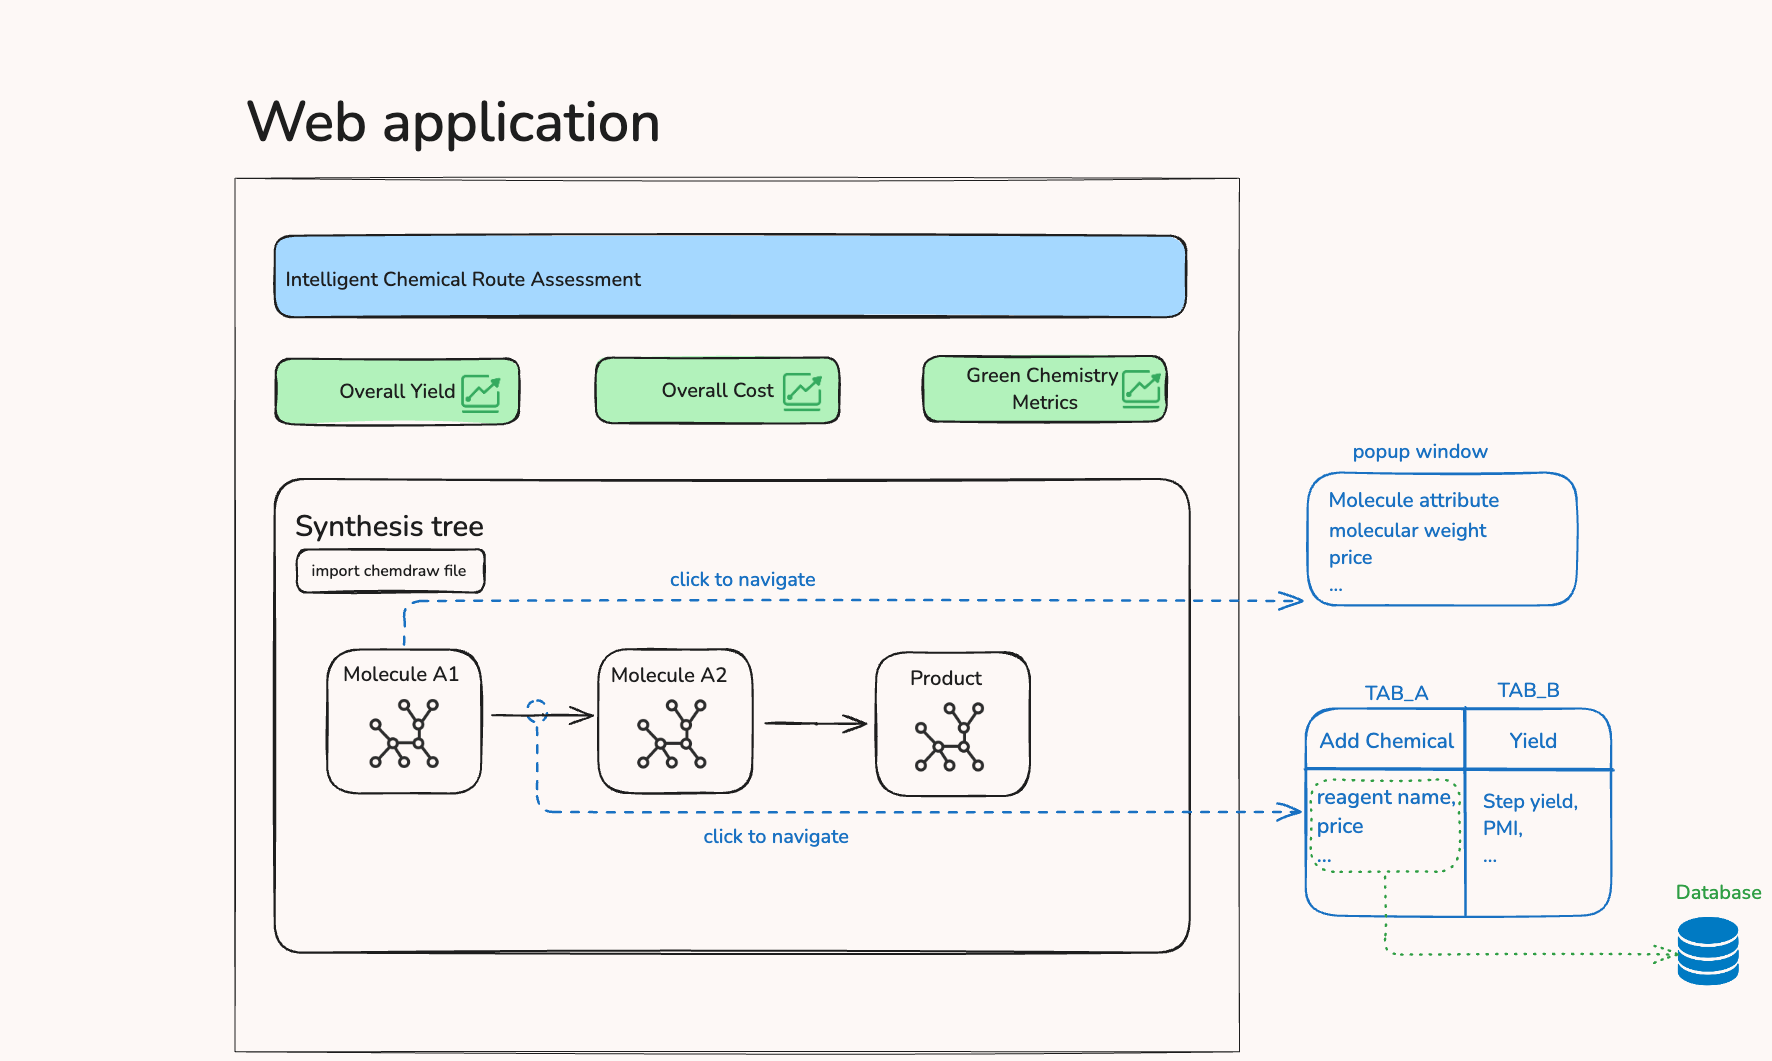 Web application
Intelligent Chemical Route Assessment
Overall Yield
Overall Cost
Green Chemistry
Metrics
Synthesis tree
import chemdraw file
click to navigate
Molecule A1
Molecule A2
Product
click to navigate
popup window
Molecule attribute
molecular weight
price
...
TAB_A
TAB_B
Add Chemical
Yield
reagent name,
price
...
Step yield,
PMI,
...
Database